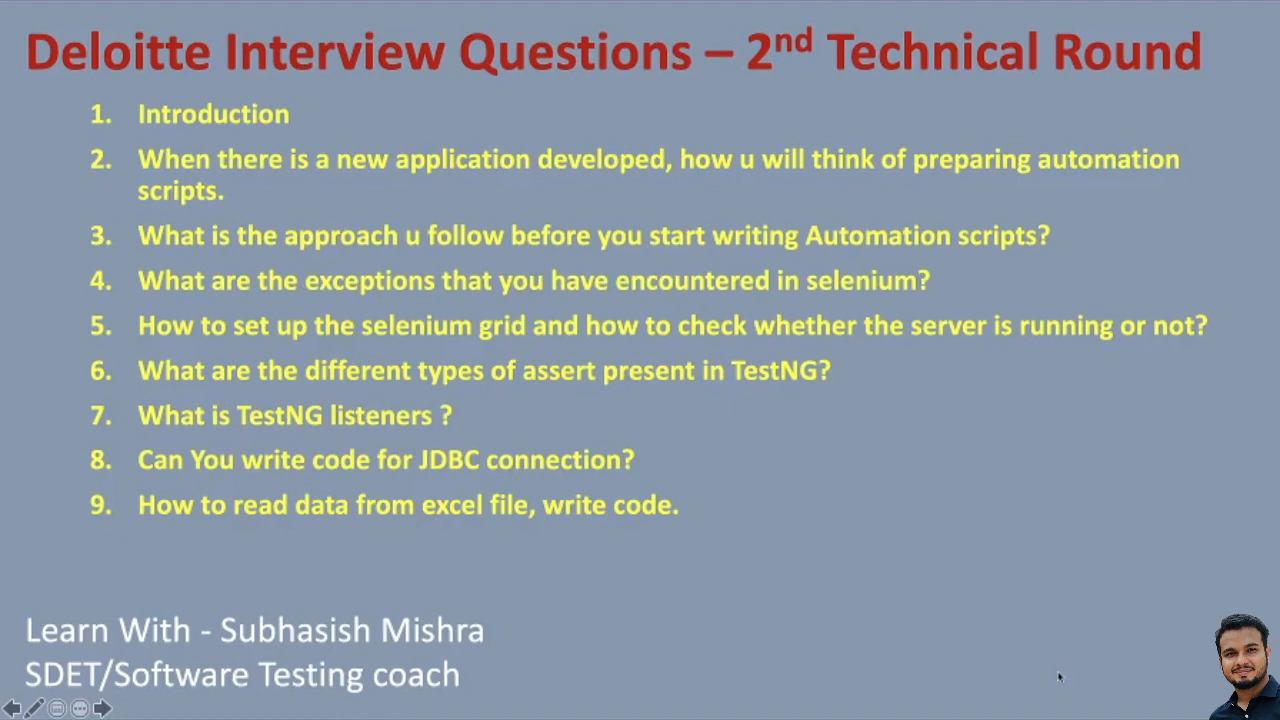 Deloitte Interview Questions – 2nd Technical Round
1. Introduction
2. When there is a new application developed, how u will think of preparing automation
scripts.
3. What is the approach u follow before you start writing Automation scripts?
4. What are the exceptions that you have encountered in selenium?
5. How to set up the selenium grid and how to check whether the server is running or not?
6. What are the different types of assert present in TestNG?
7. What is TestNG listeners ?
8. Can You write code for JDBC connection?
9. How to read data from excel file, write code.
Learn With - Subhasish Mishra
SDET/Software Testing coach